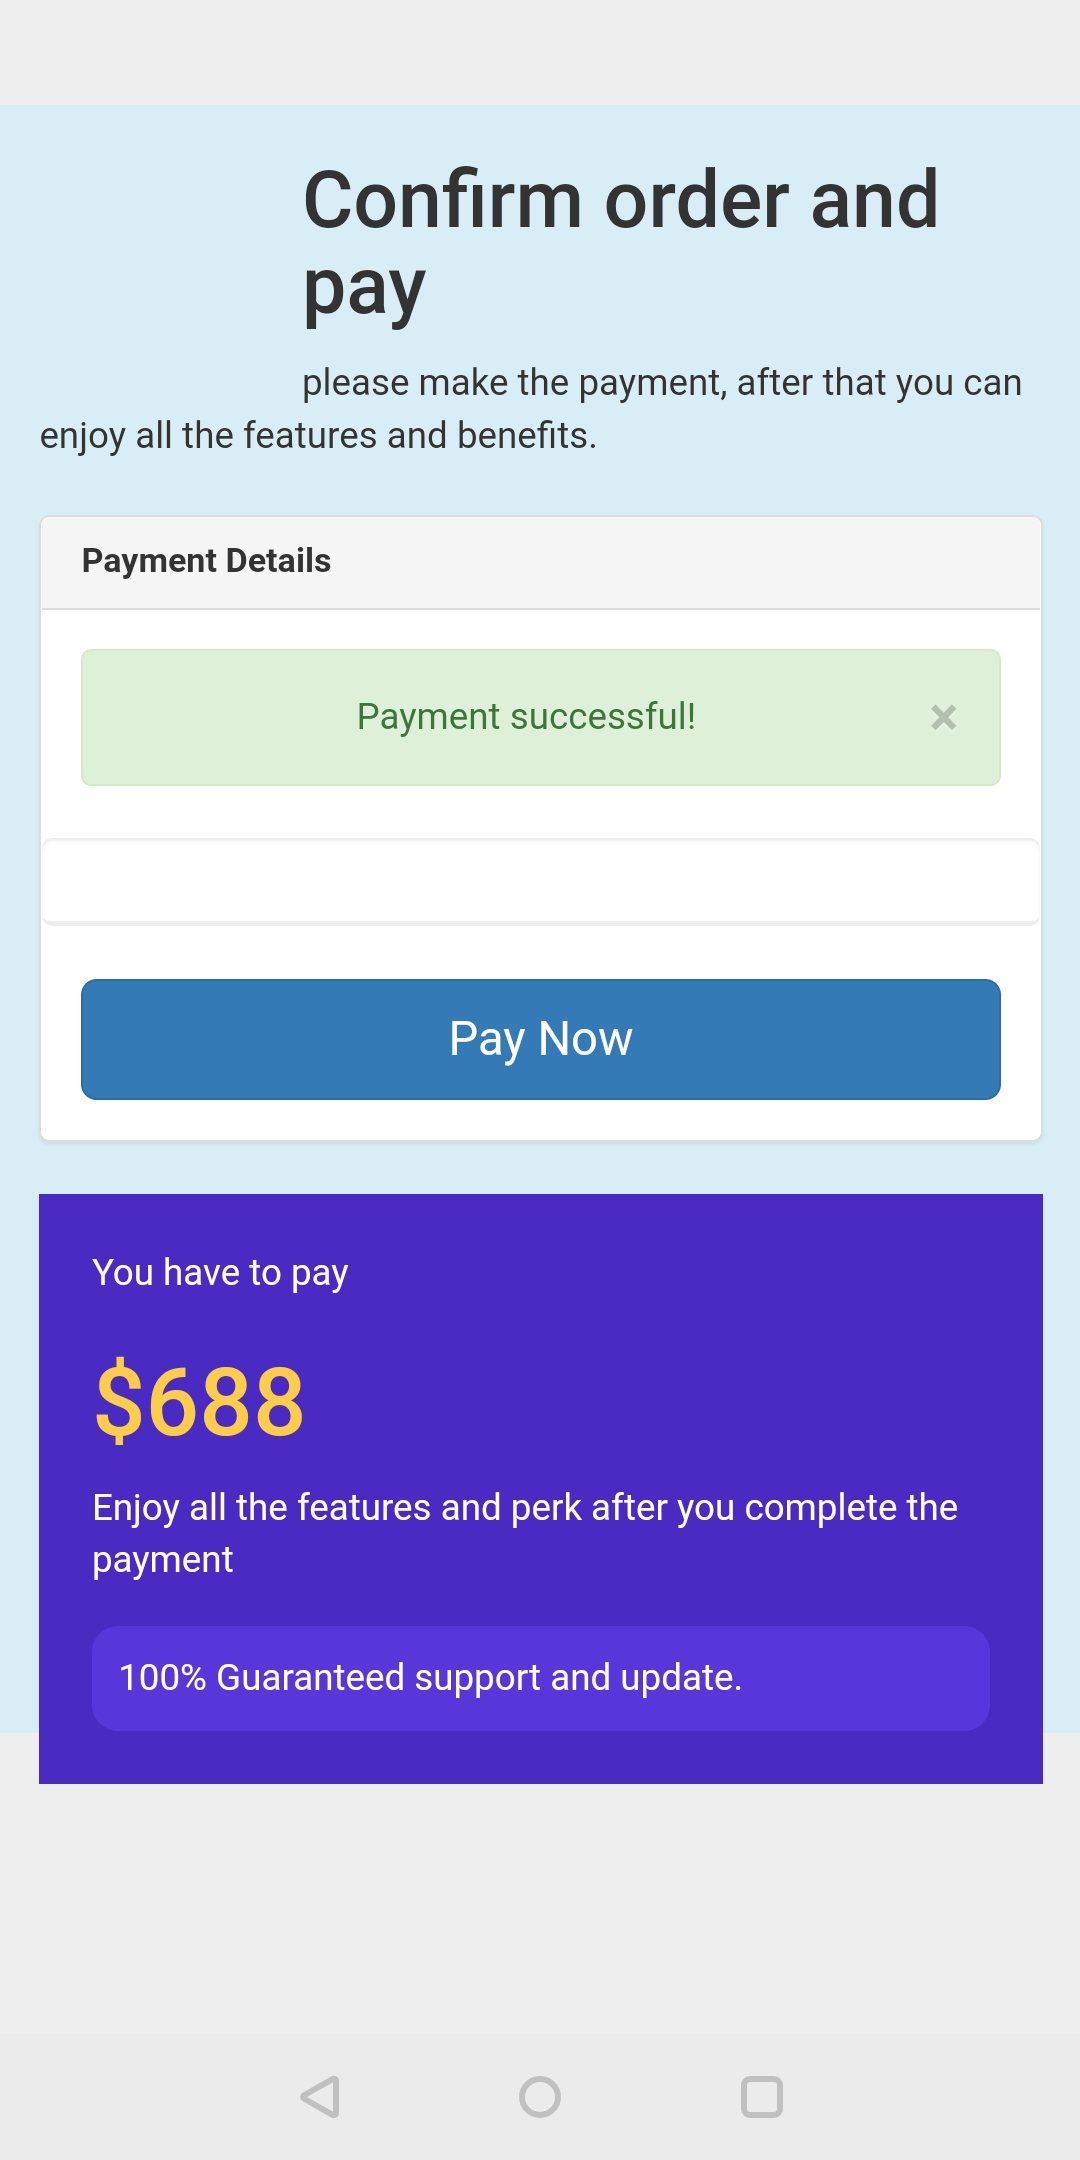 Confirm order and
pay
please make the payment, after that you can
enjoy all the features and benefits.
Payment Details
Payment successful!
×
Pay Now
You have to pay
$688
Enjoy all the features and perk after you complete the
payment
100% Guaranteed support and update.